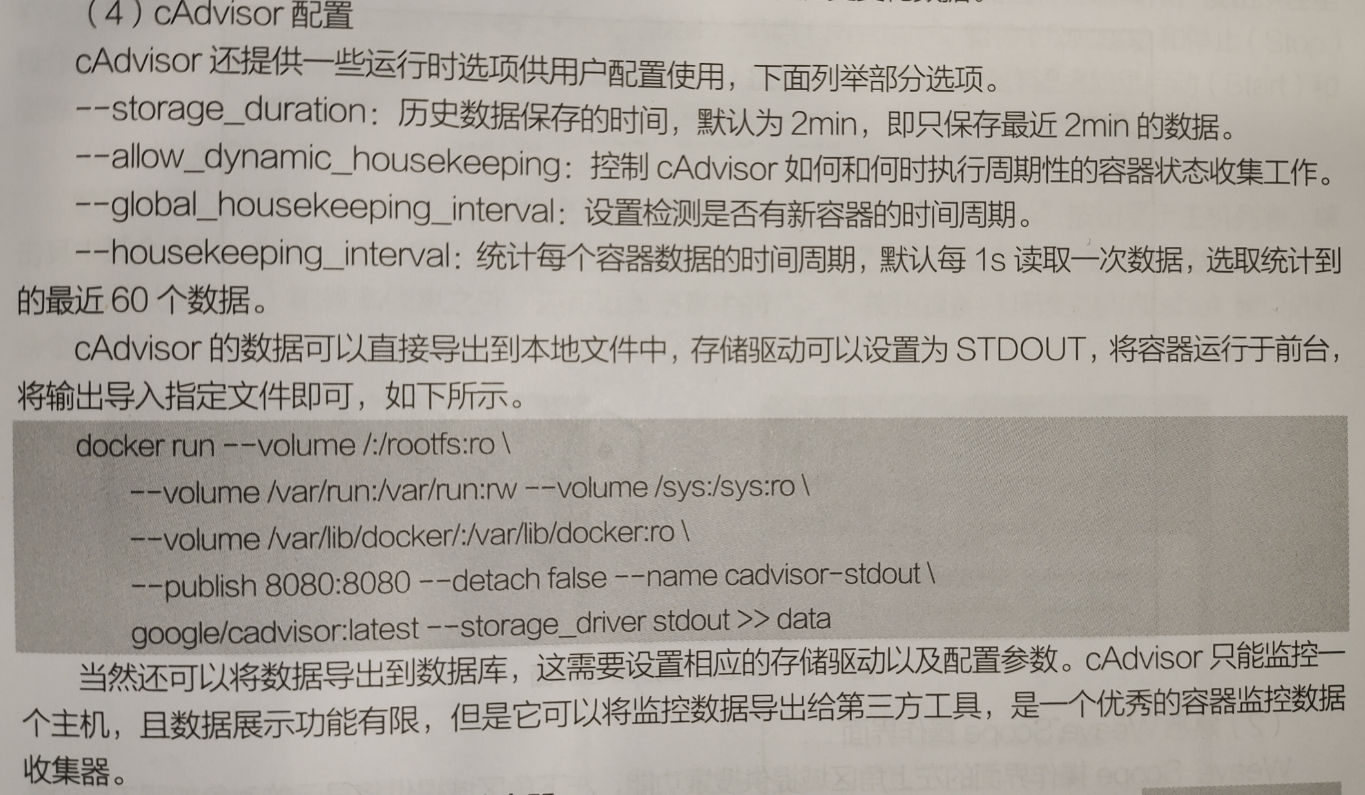 （4）cAdvisor 配置
cAdvisor 还提供一些运行时选项供用户配置使用，下面列举部分选项。
--storage_duration：历史数据保存的时间，默认为 2min，即只保存最近 2min 的数据。
--allow_dynamic_housekeeping：控制 cAdvisor 如何和何时执行周期性的容器状态收集工作。
--global_housekeeping_interval：设置检测是否有新容器的时间周期。
--housekeeping_interval：统计每个容器数据的时间周期，默认每 1s 读取一次数据，选取统计到
的最近 60 个数据。
cAdvisor 的数据可以直接导出到本地文件中，存储驱动可以设置为 STDOUT，将容器运行于前台，
将输出导入指定文件即可，如下所示。
docker run --volume /:/rootfs:ro \
--volume /var/run:/var/run:rw --volume /sys:/sys:ro \
--volume /var/lib/docker/:/var/lib/docker:ro \
--publish 8080:8080 --detach false --name cadvisor-stdout \
google/cadvisor:latest --storage_driver stdout >> data
当然还可以将数据导出到数据库，这需要设置相应的存储驱动以及配置参数。cAdvisor 只能监控一
个主机，且数据展示功能有限，但是它可以将监控数据导出给第三方工具，是一个优秀的容器监控数据
收集器。